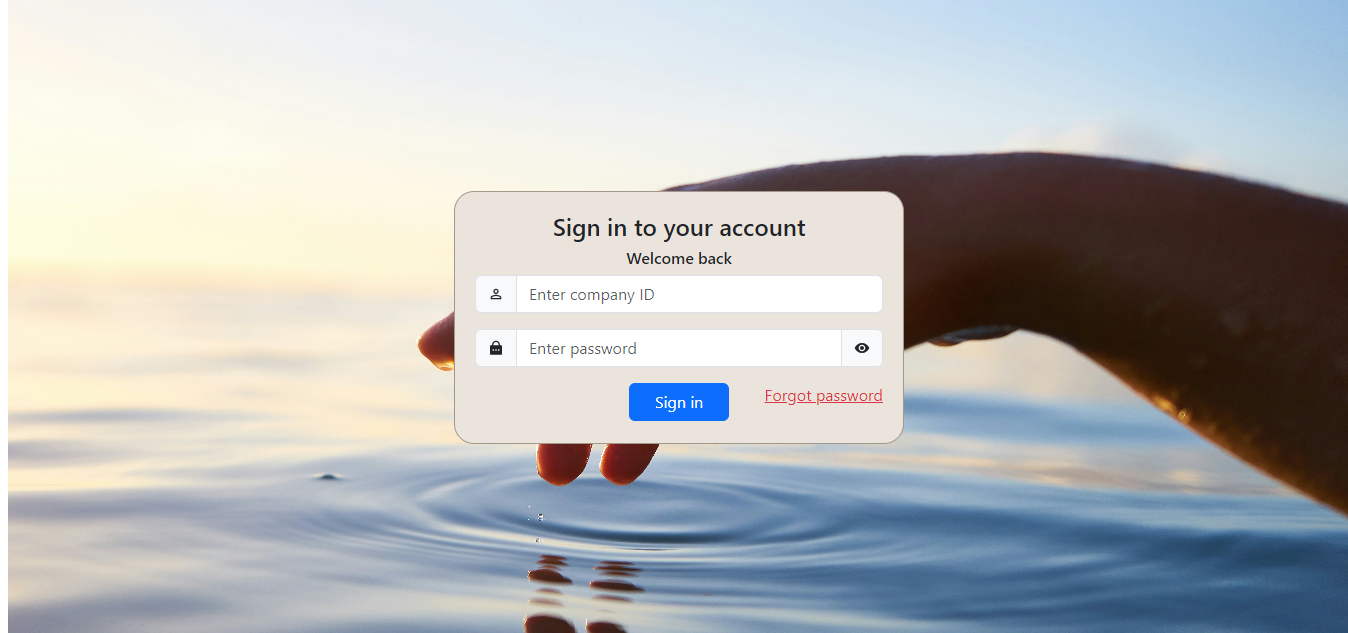 Sign in to your account
Welcome back
Enter company ID
Enter password
Sign in
Forgot password